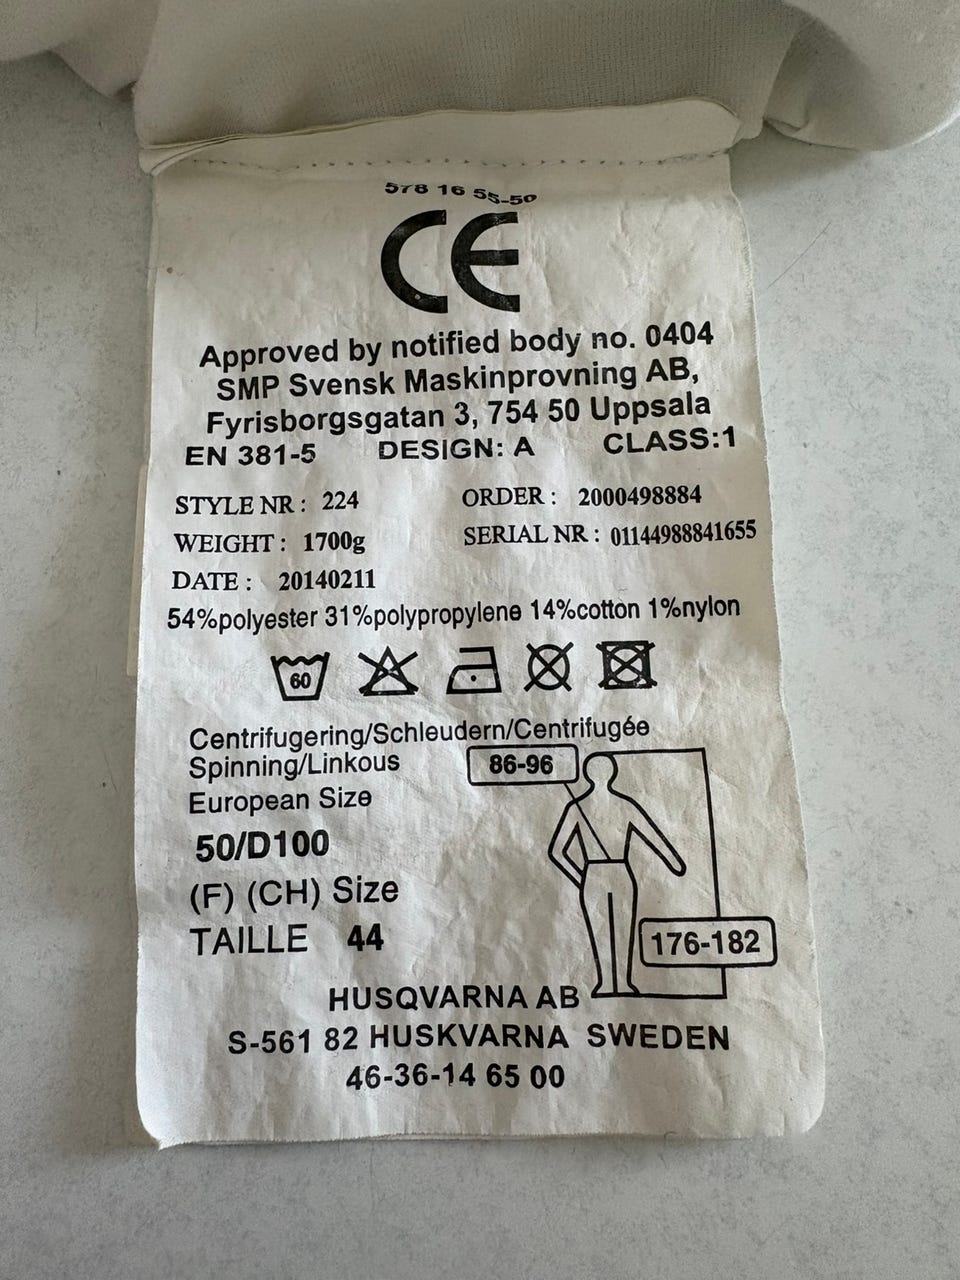 578 16 55-50
CE
Approved by notified body no. 0404
SMP Svensk Maskinprovning AB,
Fyrisborgsgatan 3, 754 50 Uppsala
EN 381-5 DESIGN: A CLASS:1
STYLE NR : 224 ORDER : 2000498884
WEIGHT : 1700g SERIAL NR : 01144988841655
DATE : 20140211
54%polyester 31%polypropylene 14%cotton 1%nylon
60
Centrifugering/Schleudern/Centrifugée
Spinning/Linkous 86-96
European Size
50/D100
(F) (CH) Size
TAILLE 44 176-182
HUSQVARNA AB
S-561 82 HUSKVARNA SWEDEN
46-36-14 65 00